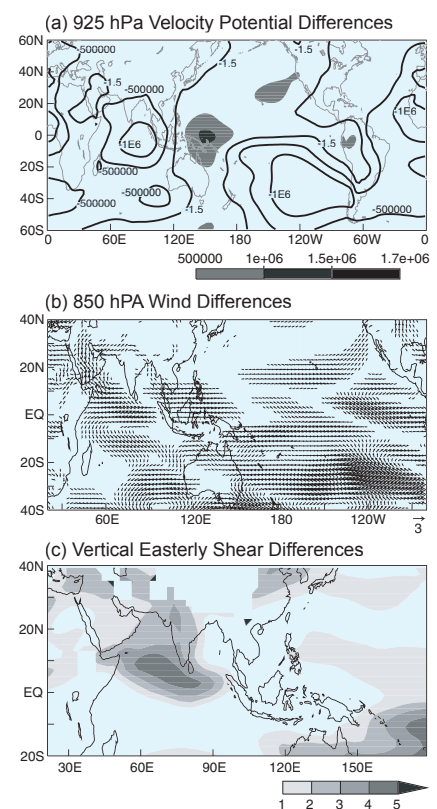 (a) 925 hPa Velocity Potential Differences
60N
40N
20N
0
20S
40S
60S
-500000
-1.5
-500000
-1.5
-1.5
-1E6
-1E6
-500000
-1.5
-1E6
-500000
-1.5
-500000
0 60E 120E 180 120W 60W 0
500000 1e+06 1.5e+06 1.7e+06
(b) 850 hPA Wind Differences
40N
20N
EQ
20S
40S
60E 120E 180 120W
3
(c) Vertical Easterly Shear Differences
40N
20N
EQ
20S
30E 60E 90E 120E 150E
1 2 3 4 5